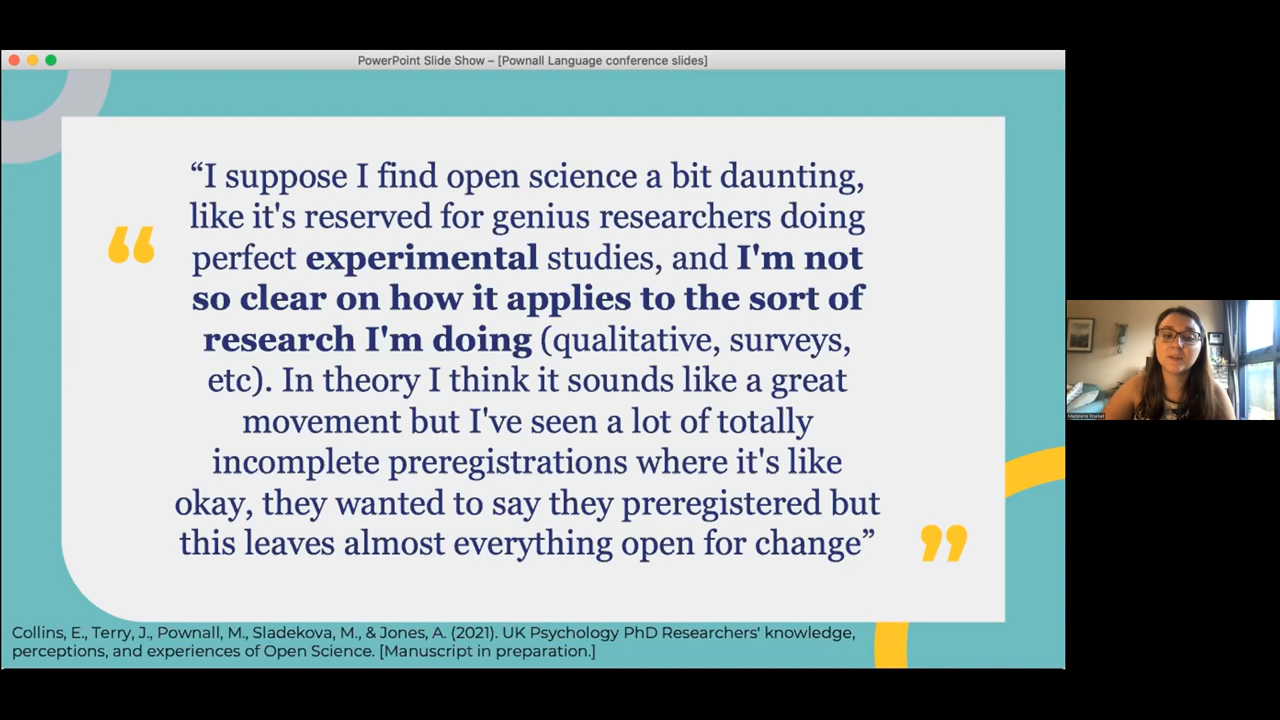 PowerPoint Slide Show – [Pownall Language conference slides]
“I suppose I find open science a bit daunting,
like it's reserved for genius researchers doing
perfect experimental studies, and I'm not
so clear on how it applies to the sort of
research I'm doing (qualitative, surveys,
etc). In theory I think it sounds like a great
movement but I've seen a lot of totally
incomplete preregistrations where it's like
okay, they wanted to say they preregistered but
this leaves almost everything open for change”
Collins, E., Terry, J., Pownall, M., Sladekova, M., & Jones, A. (2021). UK Psychology PhD Researchers' knowledge,
perceptions, and experiences of Open Science. [Manuscript in preparation.]
Madeleine Pownall